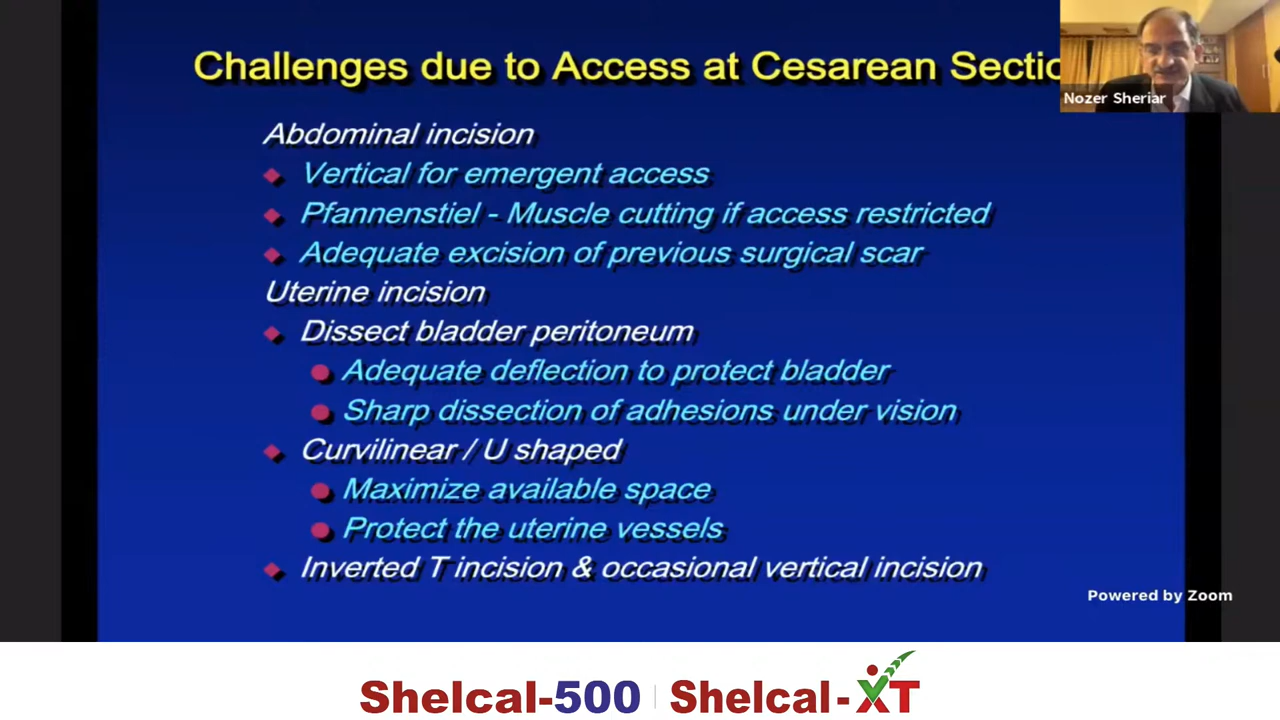 Challenges due to Access at Cesarean Sectio
Nozer Sheriar
Abdominal incision
Vertical for emergent access
Pfannenstiel - Muscle cutting if access restricted
Adequate excision of previous surgical scar
Uterine incision
Dissect bladder peritoneum
Adequate deflection to protect bladder
Sharp dissection of adhesions under vision
Curvilinear / U shaped
Maximize available space
Protect the uterine vessels
Inverted T incision & occasional vertical incision
Powered by Zoom
Shelcal-500 Shelcal-XT